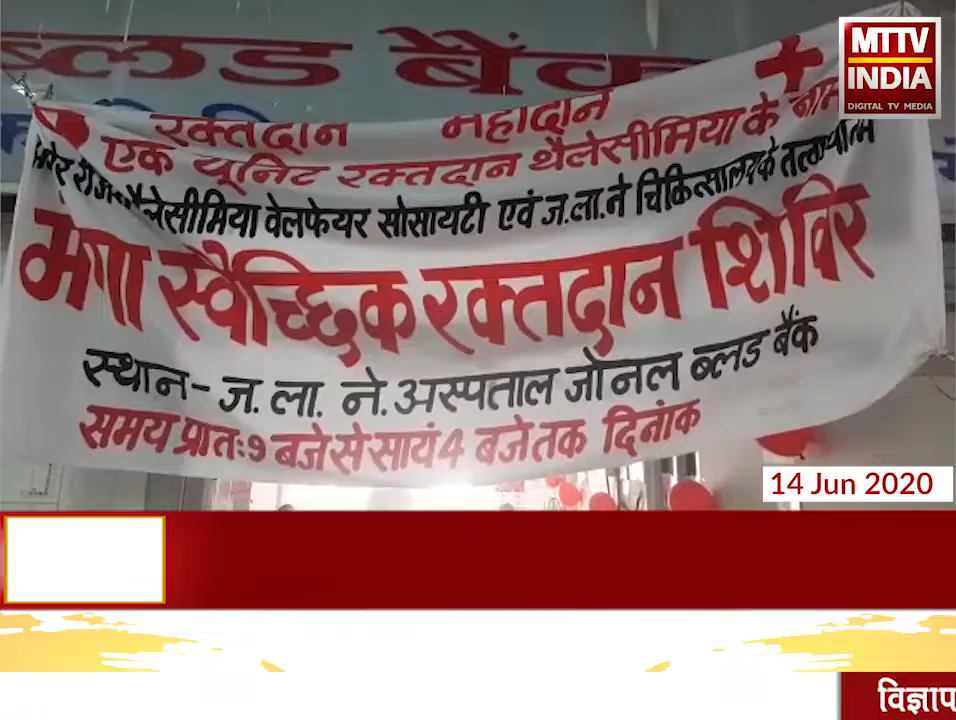 ब्लड बैंक
MTTV
INDIA
DIGITAL TV MEDIA
रक्तदान महादान
एक यूनिट रक्तदान थैलेसीमिया के नाम
वेलफेयर सोसायटी एवं ज.ला.ने चिकित्सालय के तत्वाधान
स्वैच्छिक रक्तदान शिविर
स्थान- ज. ला. ने. अस्पताल जोनल ब्लड बैंक
समय प्रातः 9 बजे से सायं 4 बजे तक दिनांक
14 Jun 2020
विज्ञाप